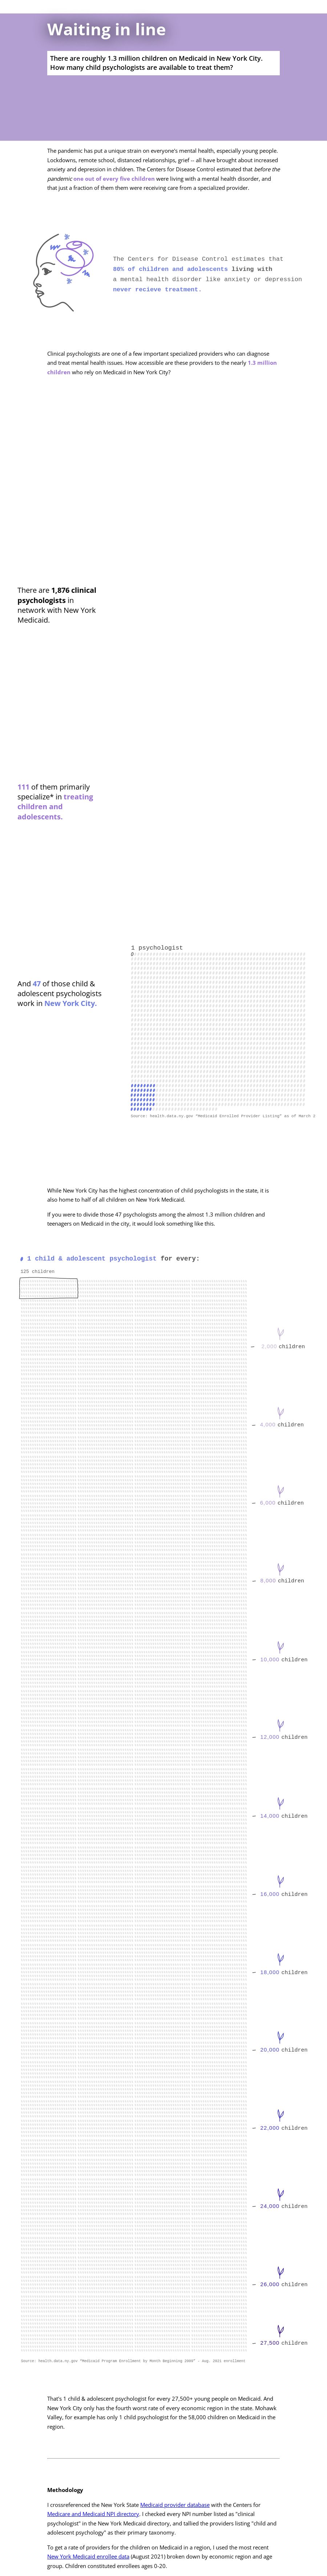 Waiting in line
There are roughly 1.3 million children on Medicaid in New York City.
How many child psychologists are available to treat them?
The pandemic has put a unique strain on everyone's mental health, especially young people.
Lockdowns, remote school, distanced relationships, grief -- all have brought about increased
anxiety and depression in children. The Centers for Disease Control estimated that before the
pandemic one out of every five children were living with a mental health disorder, and
that just a fraction of them them were receiving care from a specialized provider.
The Centers for Disease Control estimates that
80% of children and adolescents living with
a mental health disorder like anxiety or depression
never recieve treatment.
Clinical psychologists are one of a few important specialized providers who can diagnose
and treat mental health issues. How accessible are these providers to the nearly 1.3 million
children who rely on Medicaid in New York City?
There are 1,876 clinical
psychologists in
network with New York
Medicaid.
111 of them primarily
specialize* in treating
children and
adolescents.
1 psychologist
And 47 of those child &
adolescent psychologists
work in New York City.
Source: health.data.ny.gov "Medicaid Enrolled Provider Listing" as of March 2
While New York City has the highest concentration of child psychologists in the state, it is
also home to half of all children on New York Medicaid.
If you were to divide those 47 psychologists among the almost 1.3 million children and
teenagers on Medicaid in the city, it would look something like this.
1 child & adolescent psychologist for every:
125 children
2,000 children
4,000 children
6,000 children
8,000 children
10,000 children
12,000 children
14,000 children
16,000 children
18,000 children
20,000 children
22,000 children
24,000 children
26,000 children
27,500 children
Source: health.data.ny.gov "Medicaid Program Enrollment by Month Beginning 2009" - Aug. 2021 enrollment
That's 1 child & adolescent psychologist for every 27,500+ young people on Medicaid. And
New York City only has the fourth worst rate of every economic region in the state. Mohawk
Valley, for example has only 1 child psychologist for the 58,000 children on Medicaid in the
region.
Methodology
I crossreferenced the New York State Medicaid provider database with the Centers for
Medicare and Medicaid NPI directory. I checked every NPI number listed as "clinical
psychologist" in the New York Medicaid directory, and tallied the providers listing "child and
adolescent psychology" as their primary taxonomy.
To get a rate of providers for the children on Medicaid in a region, I used the most recent
New York Medicaid enrollee data (August 2021) broken down by economic region and age
group. Children constituted enrollees ages 0-20.